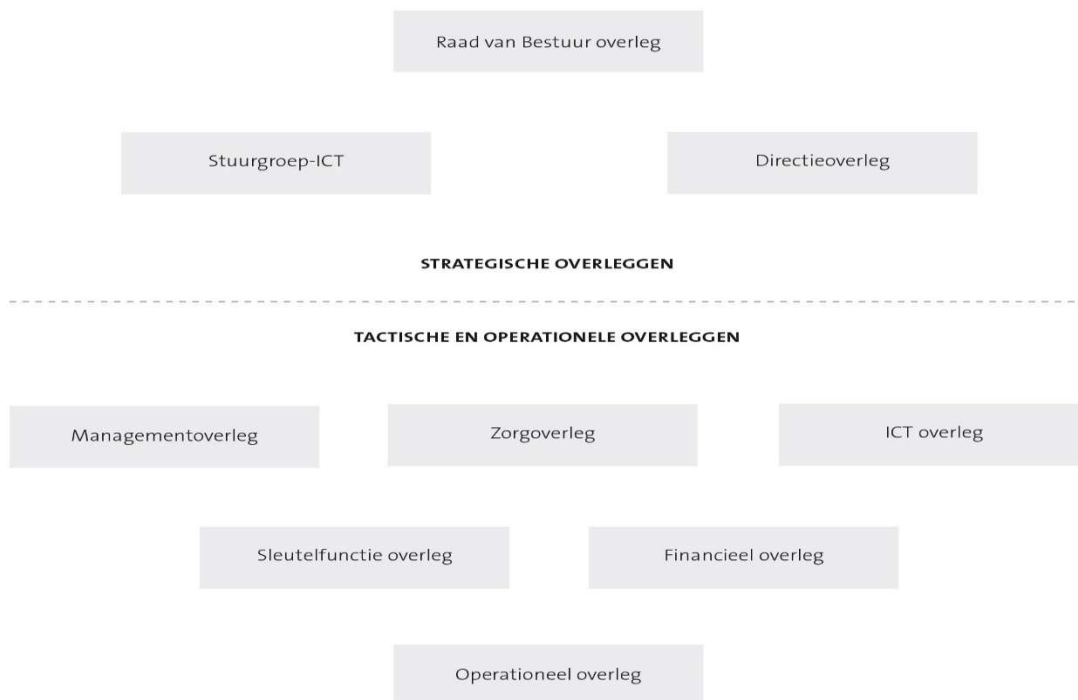 Raad van Bestuur overleg
Stuurgroep-ICT
Directieoverleg
STRATEGISCHE OVERLEGGEN
TACTISCHE EN OPERATIONELE OVERLEGGEN
Managementoverleg
Zorgoverleg
ICT overleg
Sleutelfunctie overleg
Financieel overleg
Operationeel overleg